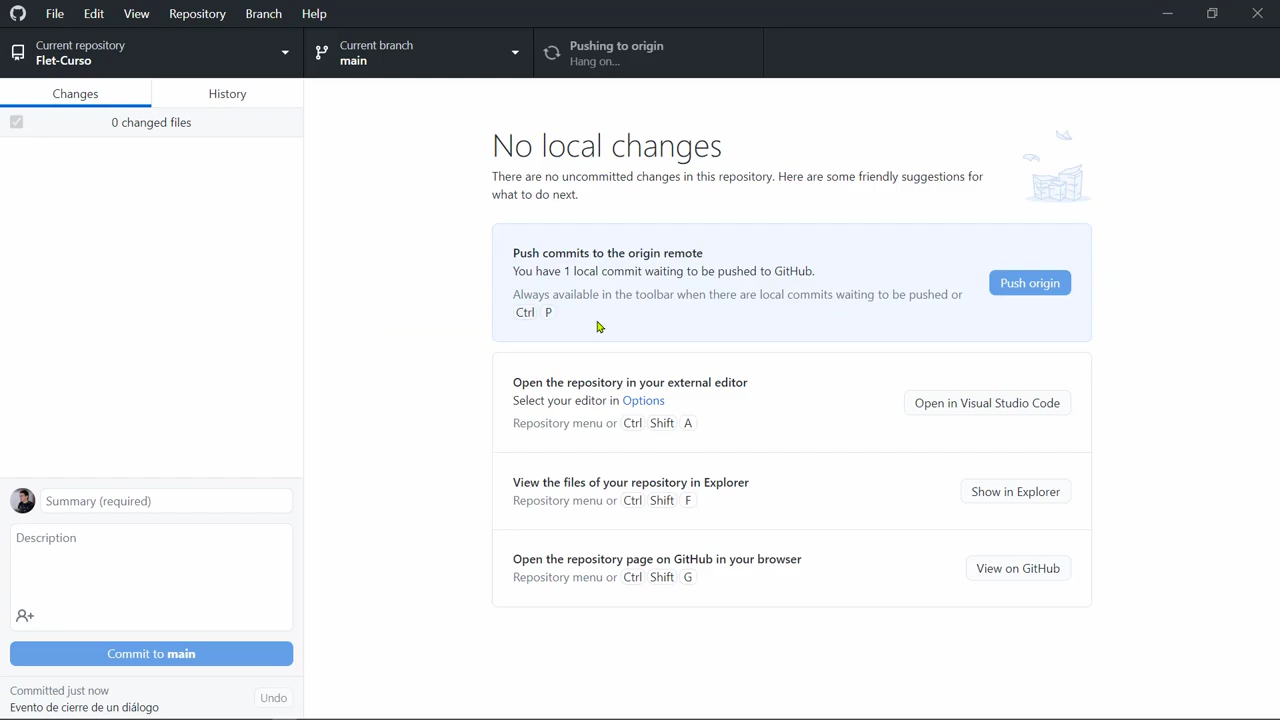 File Edit View Repository Branch Help
Current repository
Flet-Curso
Current branch
main
Pushing to origin
Hang on...
Changes
History
0 changed files
No local changes
There are no uncommitted changes in this repository. Here are some friendly suggestions for
what to do next.
Push commits to the origin remote
You have 1 local commit waiting to be pushed to GitHub.
Always available in the toolbar when there are local commits waiting to be pushed or
Ctrl P
Push origin
Open the repository in your external editor
Select your editor in Options
Repository menu or Ctrl Shift A
Open in Visual Studio Code
View the files of your repository in Explorer
Repository menu or Ctrl Shift F
Show in Explorer
Open the repository page on GitHub in your browser
Repository menu or Ctrl Shift G
View on GitHub
Summary (required)
Description
Commit to main
Committed just now
Evento de cierre de un diálogo
Undo